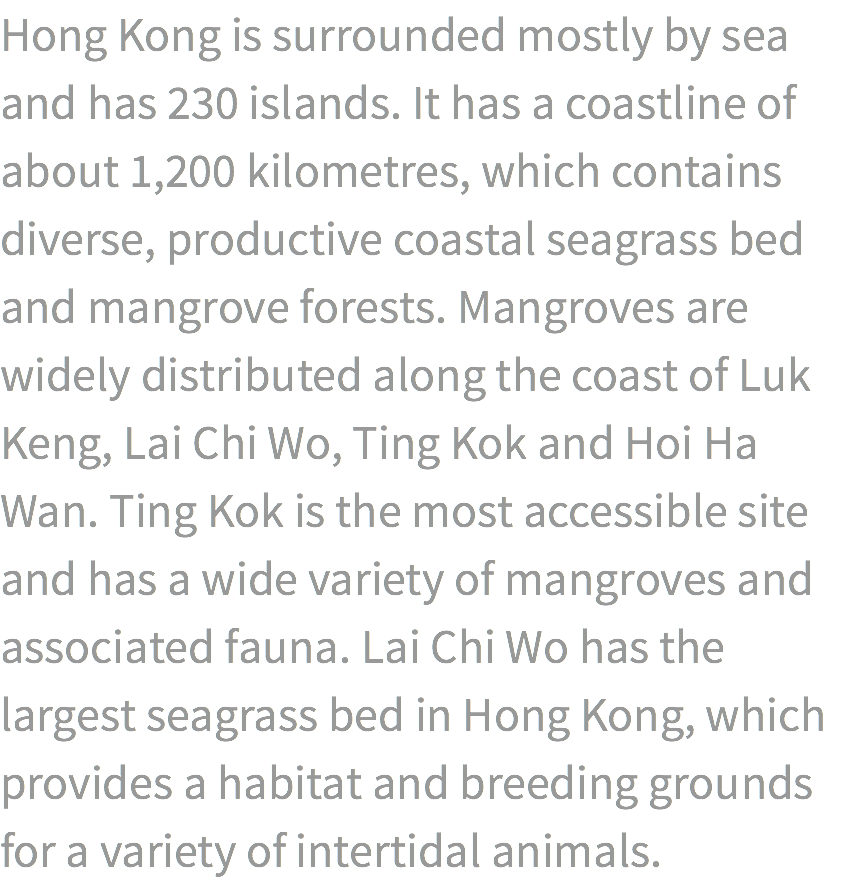 Hong Kong is surrounded mostly by sea
and has 230 islands. It has a coastline of
about 1,200 kilometres, which contains
diverse, productive coastal seagrass bed
and mangrove forests. Mangroves are
widely distributed along the coast of Luk
Keng, Lai Chi Wo, Ting Kok and Hoi Ha
Wan. Ting Kok is the most accessible site
and has a wide variety of mangroves and
associated fauna. Lai Chi Wo has the
largest seagrass bed in Hong Kong, which
provides a habitat and breeding grounds
for a variety of intertidal animals.